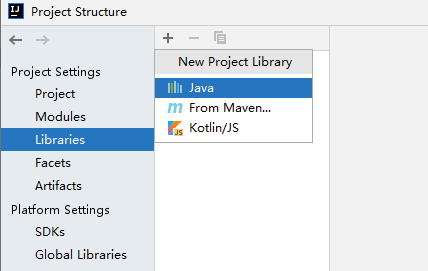 Project Structure
Project Settings
Project
Modules
Libraries
Facets
Artifacts
Platform Settings
SDKs
Global Libraries
New Project Library
Java
From Maven...
Kotlin/JS